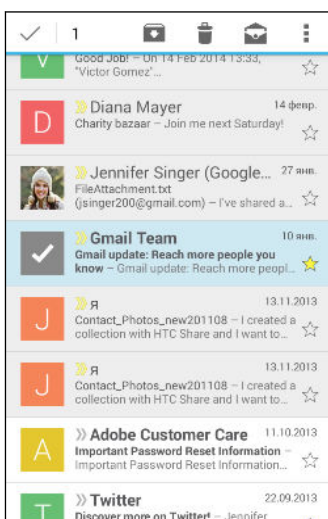 1
V
Good Job! – On 14 Feb 2014 13:33,
"Victor Gomez"...
D
Diana Mayer 14 февр.
Charity bazaar – Join me next Saturday!
Jennifer Singer (Google... 27 янв.
FileAttachment.txt
(jsinger200@gmail.com) – I've shared a...
Gmail Team 10 янв.
Gmail update: Reach more people you
know – Gmail update: Reach more peopl...
J
я 13.11.2013
Contact_Photos_new201108 – I created a
collection with HTC Share and I want to...
J
я 13.11.2013
Contact_Photos_new201108 – I created a
collection with HTC Share and I want to...
A
Adobe Customer Care 11.10.2013
Important Password Reset Information –
Important Password Reset Information...
T
Twitter 22.09.2013
Discover more on Twitter! – Jennifer